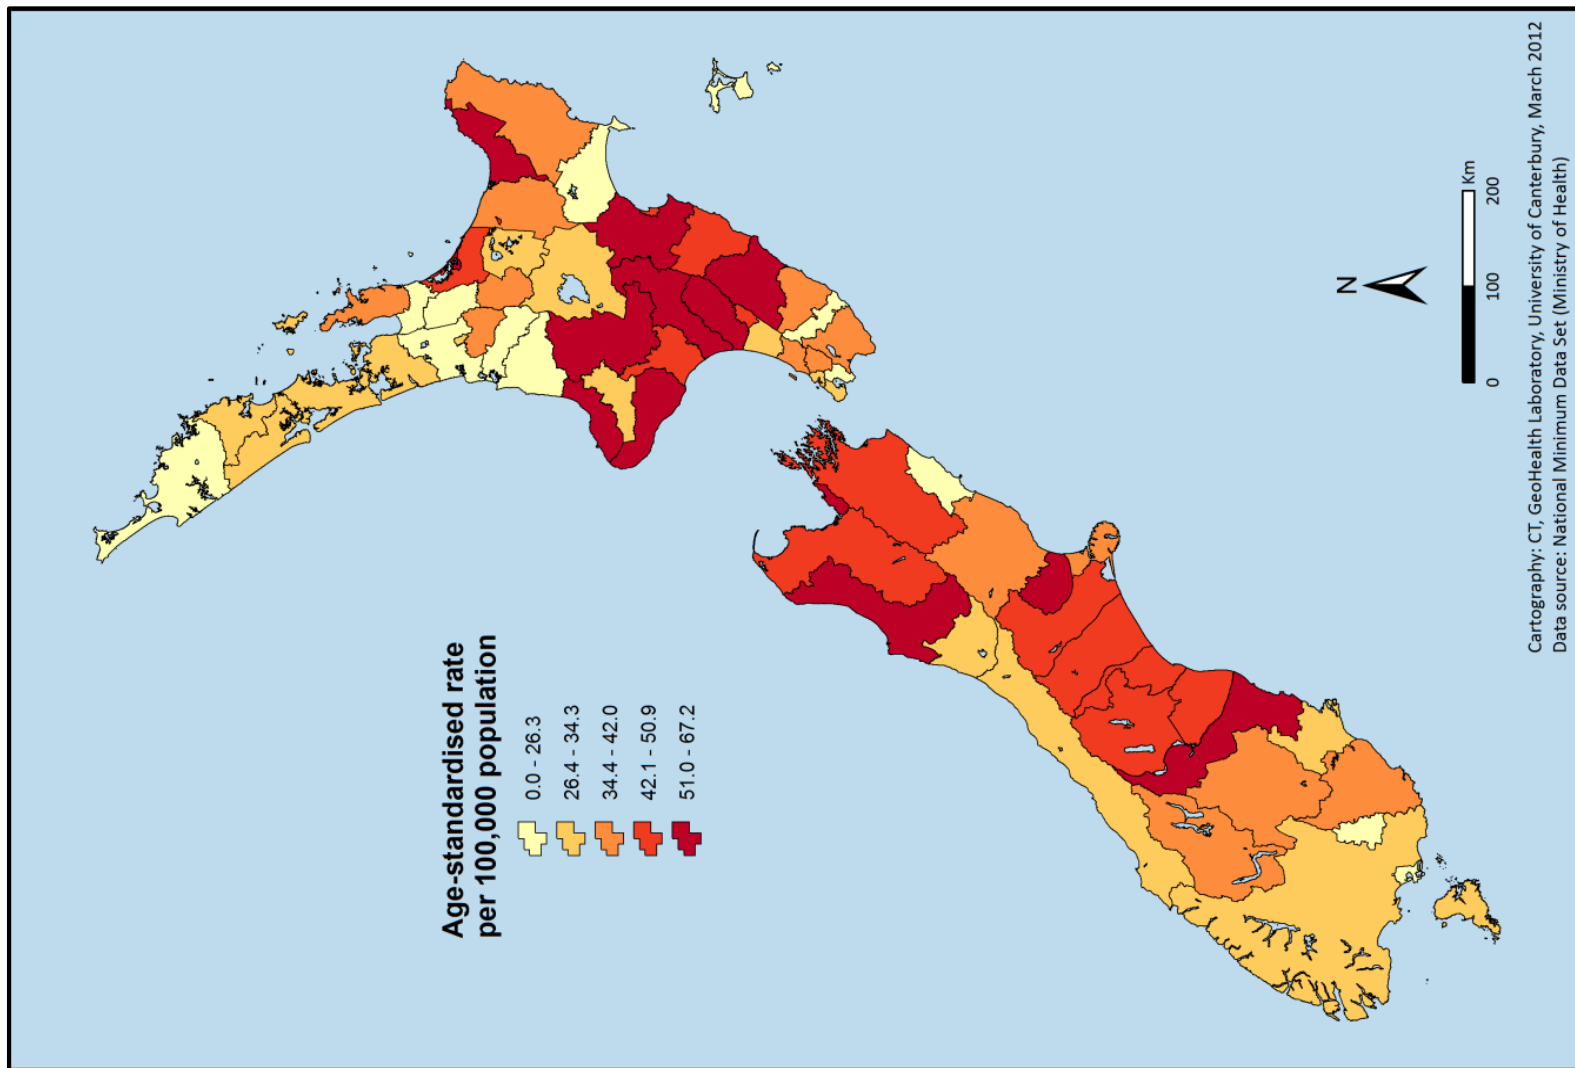 Age-standardised rate
per 100,000 population
0.0 - 26.3
26.4 - 34.3
34.4 - 42.0
42.1 - 50.9
51.0 - 67.2
N
Km
0 100 200
Cartography: CT, GeoHealth Laboratory, University of Canterbury, March 2012
Data source: National Minimum Data Set (Ministry of Health)